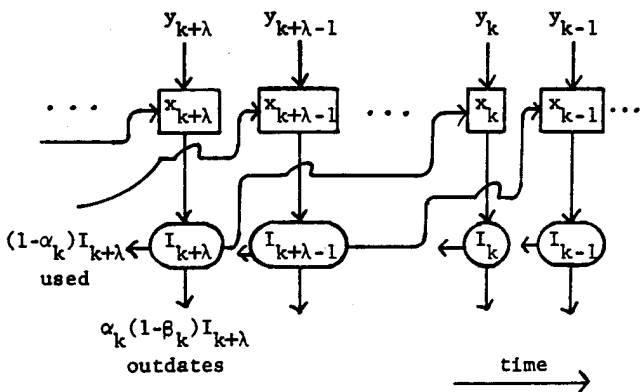 y_{k+λ} y_{k+λ-1} y_k y_{k-1}
... x_{k+λ} x_{k+λ-1} ... x_k x_{k-1} ...
(1-α_k)I_{k+λ} I_{k+λ} I_{k+λ-1} I_k I_{k-1}
used
α_k(1-β_k)I_{k+λ}
outdates
time